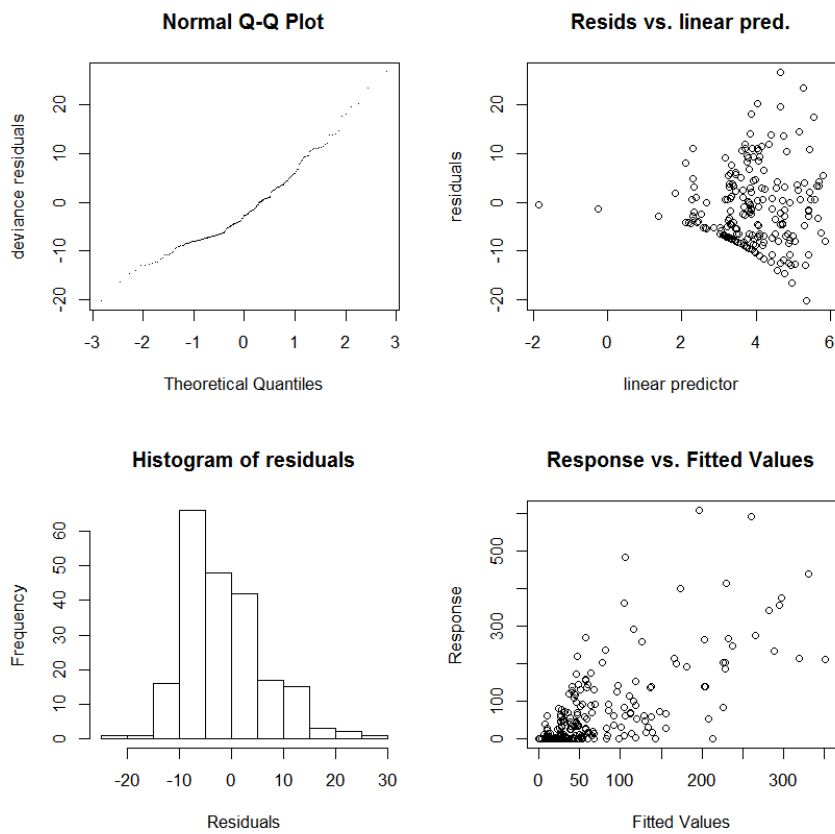 Normal Q-Q Plot
deviance residuals
20
10
0
-10
-20
-3 -2 -1 0 1 2 3
Theoretical Quantiles
Resids vs. linear pred.
residuals
20
10
0
-10
-20
-2 0 2 4 6
linear predictor
Histogram of residuals
Frequency
60
50
40
30
20
10
0
-20 -10 0 10 20 30
Residuals
Response vs. Fitted Values
Response
500
300
100
0
0 50 100 200 300
Fitted Values